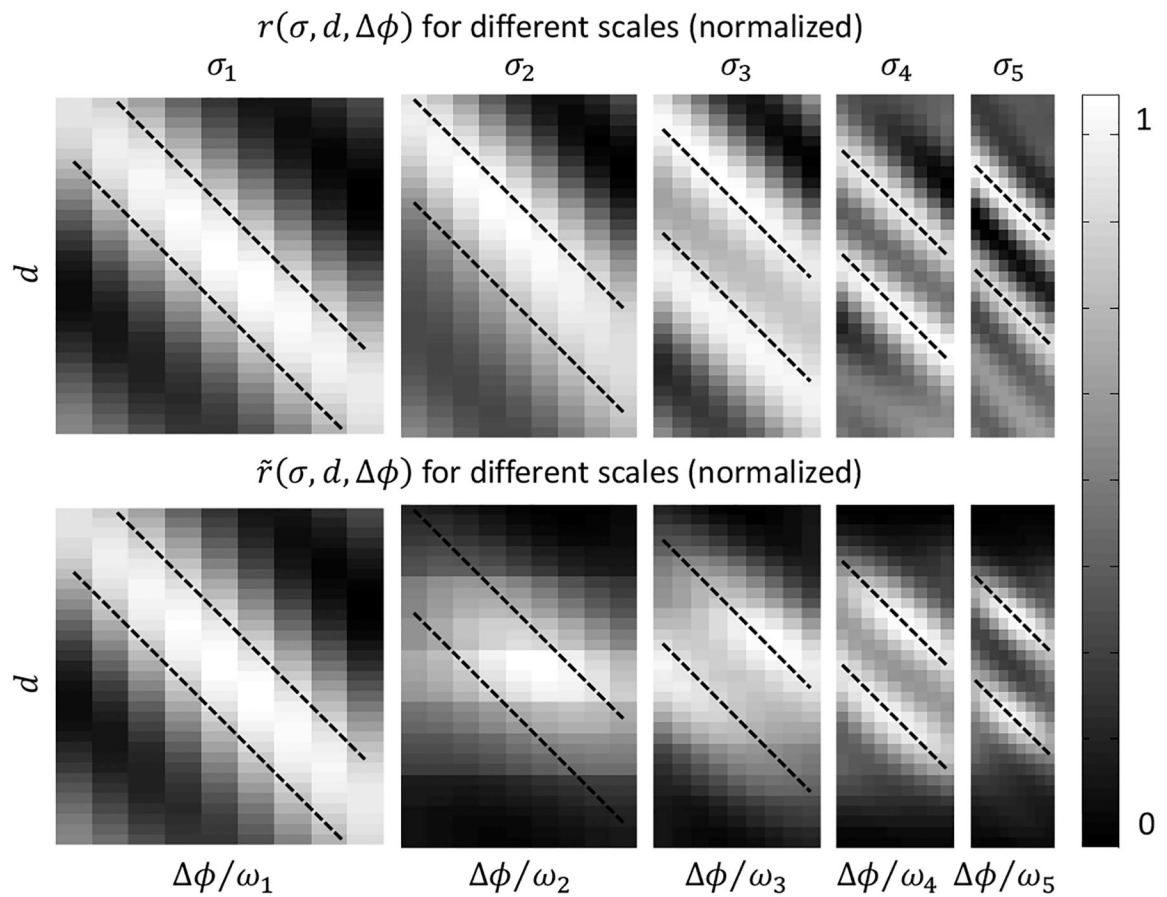 r(σ, d, Δϕ) for different scales (normalized)
σ₁ σ₂ σ₃ σ₄ σ₅
1
d
r̃(σ, d, Δϕ) for different scales (normalized)
d
0
Δϕ/ω₁ Δϕ/ω₂ Δϕ/ω₃ Δϕ/ω₄ Δϕ/ω₅